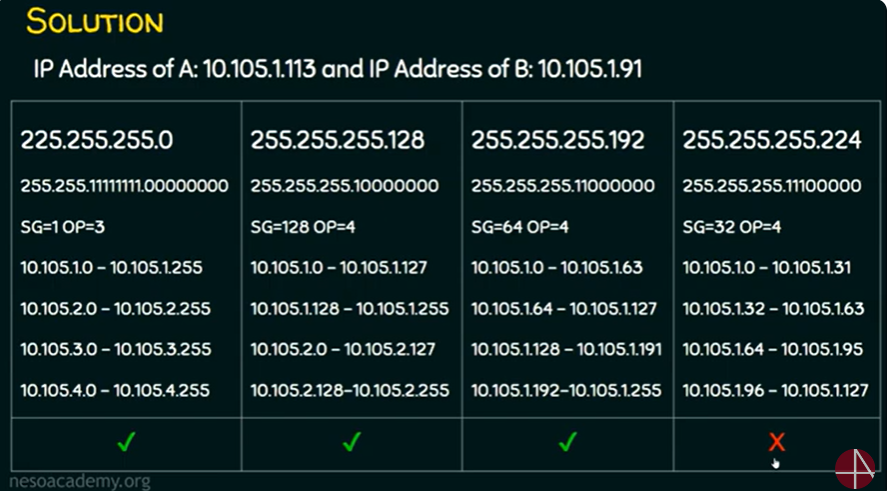 SOLUTION
IP Address of A: 10.105.1.113 and IP Address of B: 10.105.1.91
225.255.255.0
255.255.11111111.00000000
SG=1 OP=3
10.105.1.0 – 10.105.1.255
10.105.2.0 – 10.105.2.255
10.105.3.0 – 10.105.3.255
10.105.4.0 – 10.105.4.255
✓
255.255.255.128
255.255.255.10000000
SG=128 OP=4
10.105.1.0 – 10.105.1.127
10.105.1.128 – 10.105.1.255
10.105.2.0 – 10.105.2.127
10.105.2.128–10.105.2.255
✓
255.255.255.192
255.255.255.11000000
SG=64 OP=4
10.105.1.0 – 10.105.1.63
10.105.1.64 – 10.105.1.127
10.105.1.128 – 10.105.1.191
10.105.1.192–10.105.1.255
✓
255.255.255.224
255.255.255.11100000
SG=32 OP=4
10.105.1.0 – 10.105.1.31
10.105.1.32 – 10.105.1.63
10.105.1.64 – 10.105.1.95
10.105.1.96 – 10.105.1.127
X
nesoacademy.org